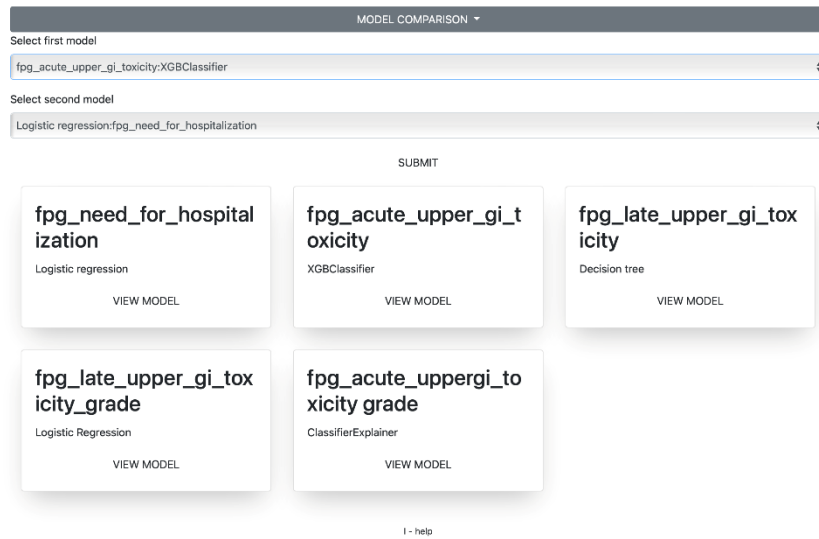 MODEL COMPARISON
Select first model
fpg_acute_upper_gi_toxicity:XGBClassifier
Select second model
Logistic regression:fpg_need_for_hospitalization
SUBMIT
fpg_need_for_hospital
ization
Logistic regression
VIEW MODEL
fpg_acute_upper_gi_t
oxicity
XGBClassifier
VIEW MODEL
fpg_late_upper_gi_tox
icity
Decision tree
VIEW MODEL
fpg_late_upper_gi_tox
icity_grade
Logistic Regression
VIEW MODEL
fpg_acute_uppergi_to
xicity grade
ClassifierExplainer
VIEW MODEL
I - help